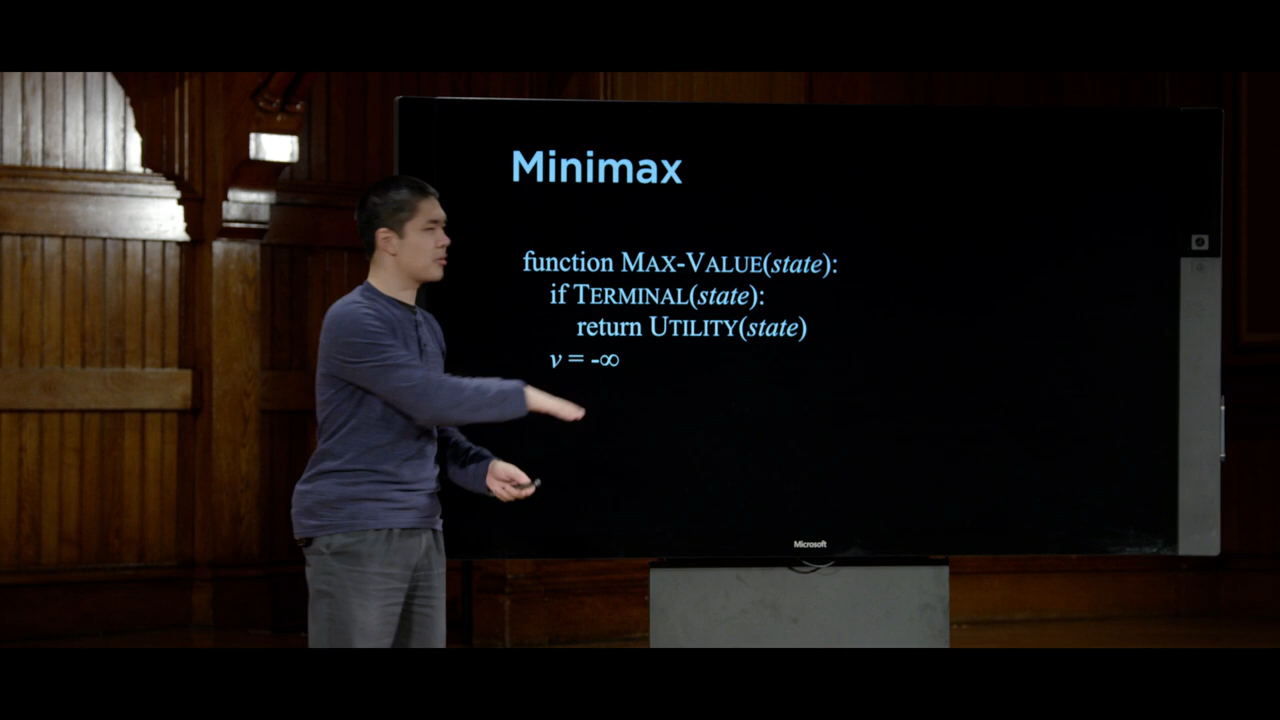 Minimax
function MAX-VALUE(state):
if TERMINAL(state):
return UTILITY(state)
v = -∞
Microsoft